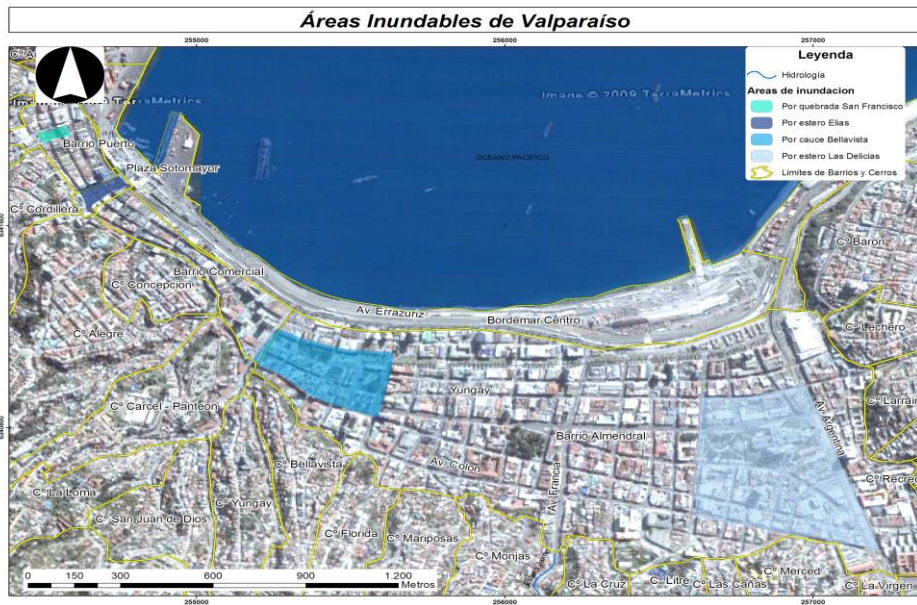 Áreas Inundables de Valparaíso
255000
256000
257000
Leyenda
Hidrología
Areas de inundacion
Por quebrada San Francisco
Por estero Elias
Por cauce Bellavista
Por estero Las Delicias
Limites de Barrios y Cerros
TerraMetrics
Image © 2009 TerraMetrics
Barrio Puerto
Plaza Sotomayor
OCEANO PACIFICO
Cº Cordillera
Barrio Comercial
Cº Concepcion
Cº Baron
Av. Errazuriz
Bordemar Centro
Cº Alegre
Cº Lechero
Yungay
Cº Larrain
Cº Carcel - Panteon
Av. Argentina
Barrio Almendral
Cº Bellavista
Av. Colon
Av. Francia
Cº La Loma
Cº Yungay
Cº Recreo
Cº San Juan de Dios
Cº Florida
Cº Mariposas
Cº Monjas
Cº La Cruz
Cº Litre
Cº Las Cañas
Cº Merced
Cº La Virgen
0 150 300 600 900 1.200
Metros
255000
256000
257000